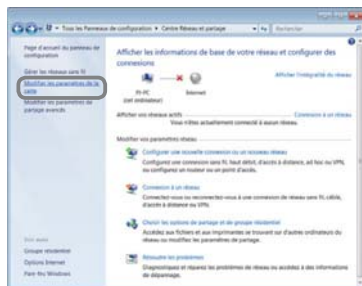 Tous les Panneaux de configuration ▸ Centre Réseau et partage
Rechercher
Page d'accueil du panneau de
configuration
Gérer les réseaux sans fil
Modifier les paramètres de la
carte
Modifier les paramètres de
partage avancés
Voir aussi
Groupe résidentiel
Options Internet
Pare-feu Windows
Afficher les informations de base de votre réseau et configurer des
connexions
Afficher l'intégralité du réseau
(cet ordinateur)
Internet
Afficher vos réseaux actifs
Connexion à un réseau
Vous n'êtes actuellement connecté à aucun réseau.
Modifier vos paramètres réseau
Configurer une nouvelle connexion ou un nouveau réseau
Configurez une connexion sans fil, haut débit, d'accès à distance, ad hoc ou VPN,
ou configurez un routeur ou un point d'accès.
Connexion à un réseau
Connectez-vous ou reconnectez-vous à une connexion de réseau sans fil, câblé,
d'accès à distance ou VPN.
Choisir les options de partage et de groupe résidentiel
Accédez aux fichiers et aux imprimantes se trouvant sur d'autres ordinateurs du
réseau ou modifiez les paramètres de partage.
Résoudre les problèmes
Diagnostiquez et réparez les problèmes de réseau ou accédez à des informations
de dépannage.